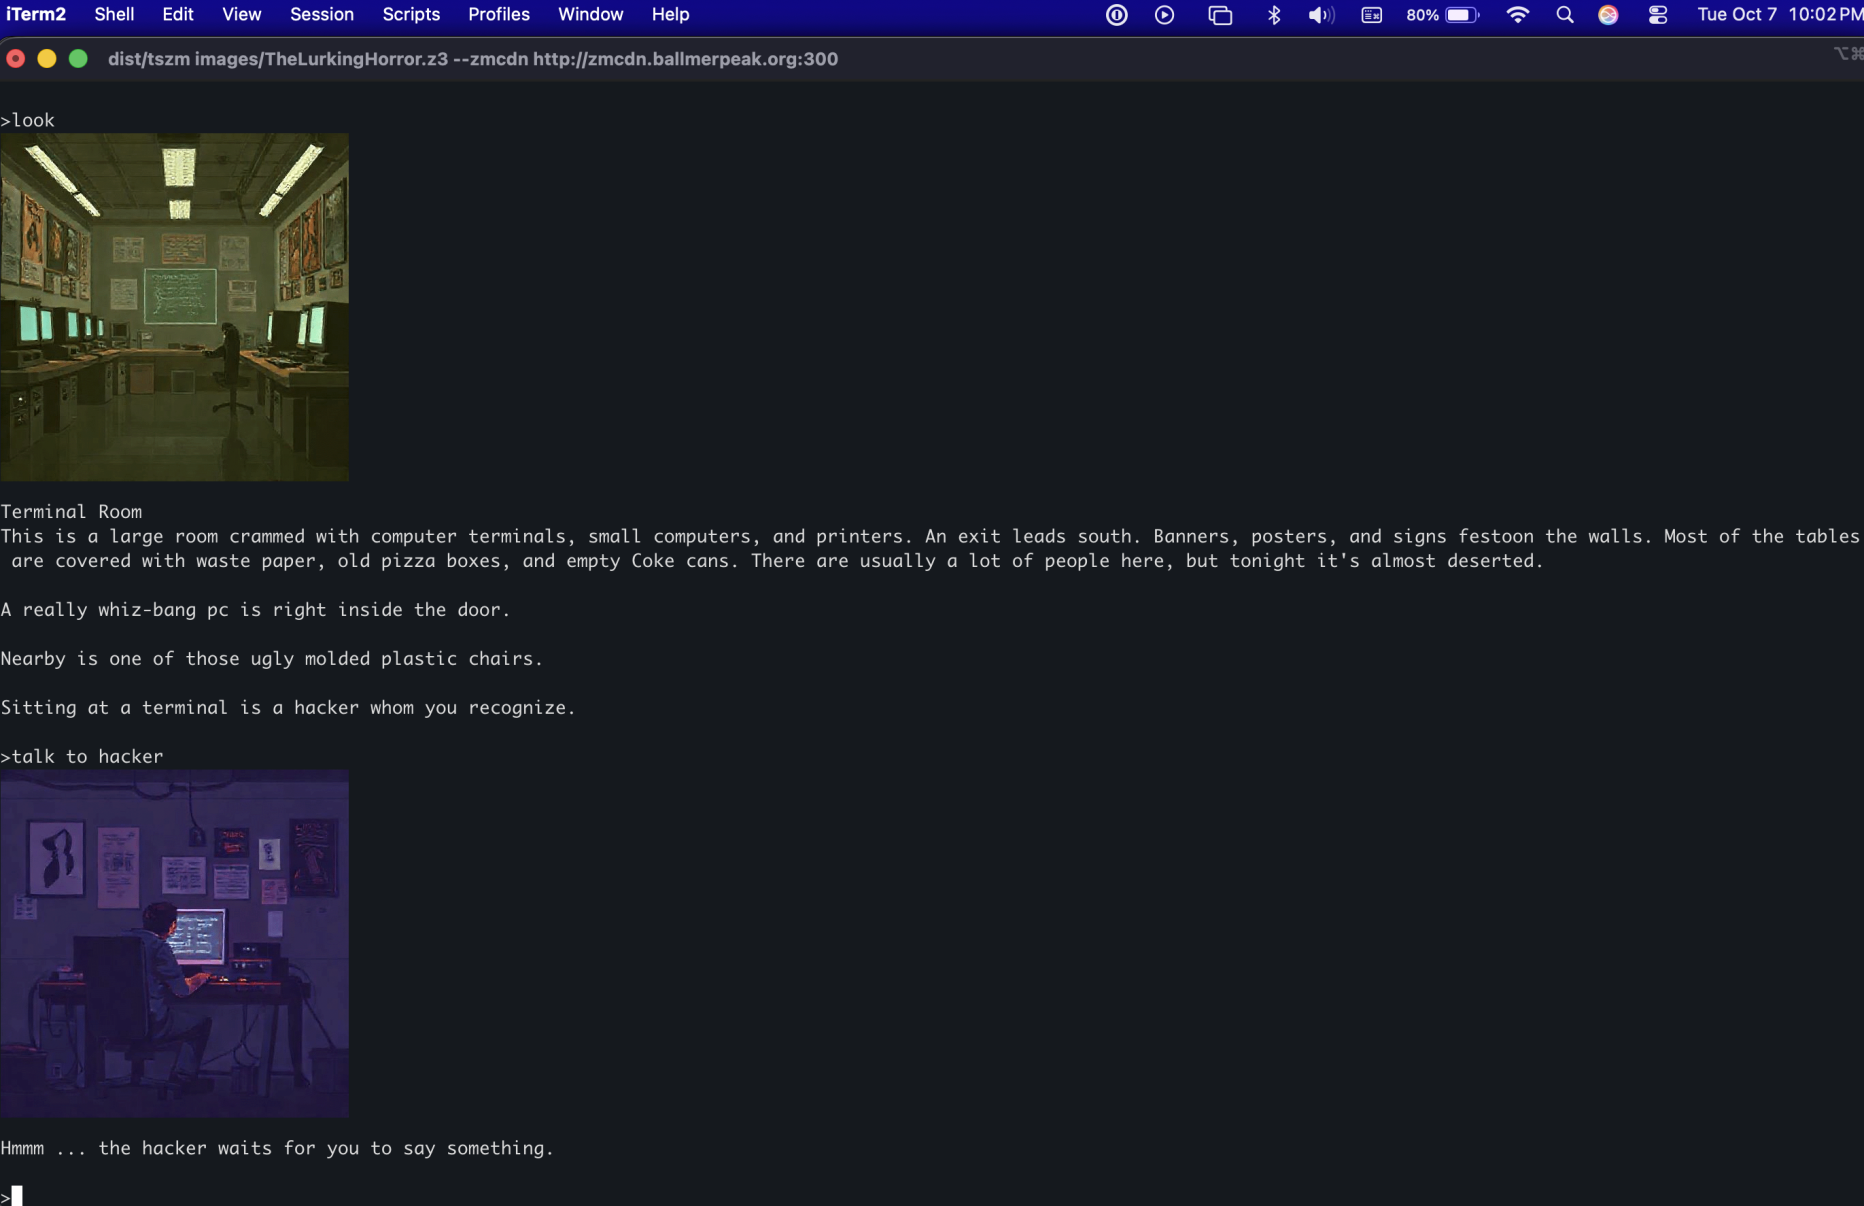 iTerm2 Shell Edit View Session Scripts Profiles Window Help 80% Tue Oct 7 10:02 PM
dist/tszm images/TheLurkingHorror.z3 --zmcdn http://zmcdn.ballmerpeak.org:300
>look
Terminal Room
This is a large room crammed with computer terminals, small computers, and printers. An exit leads south. Banners, posters, and signs festoon the walls. Most of the tables
are covered with waste paper, old pizza boxes, and empty Coke cans. There are usually a lot of people here, but tonight it's almost deserted.
A really whiz-bang pc is right inside the door.
Nearby is one of those ugly molded plastic chairs.
Sitting at a terminal is a hacker whom you recognize.
>talk to hacker
Hmmm ... the hacker waits for you to say something.
>